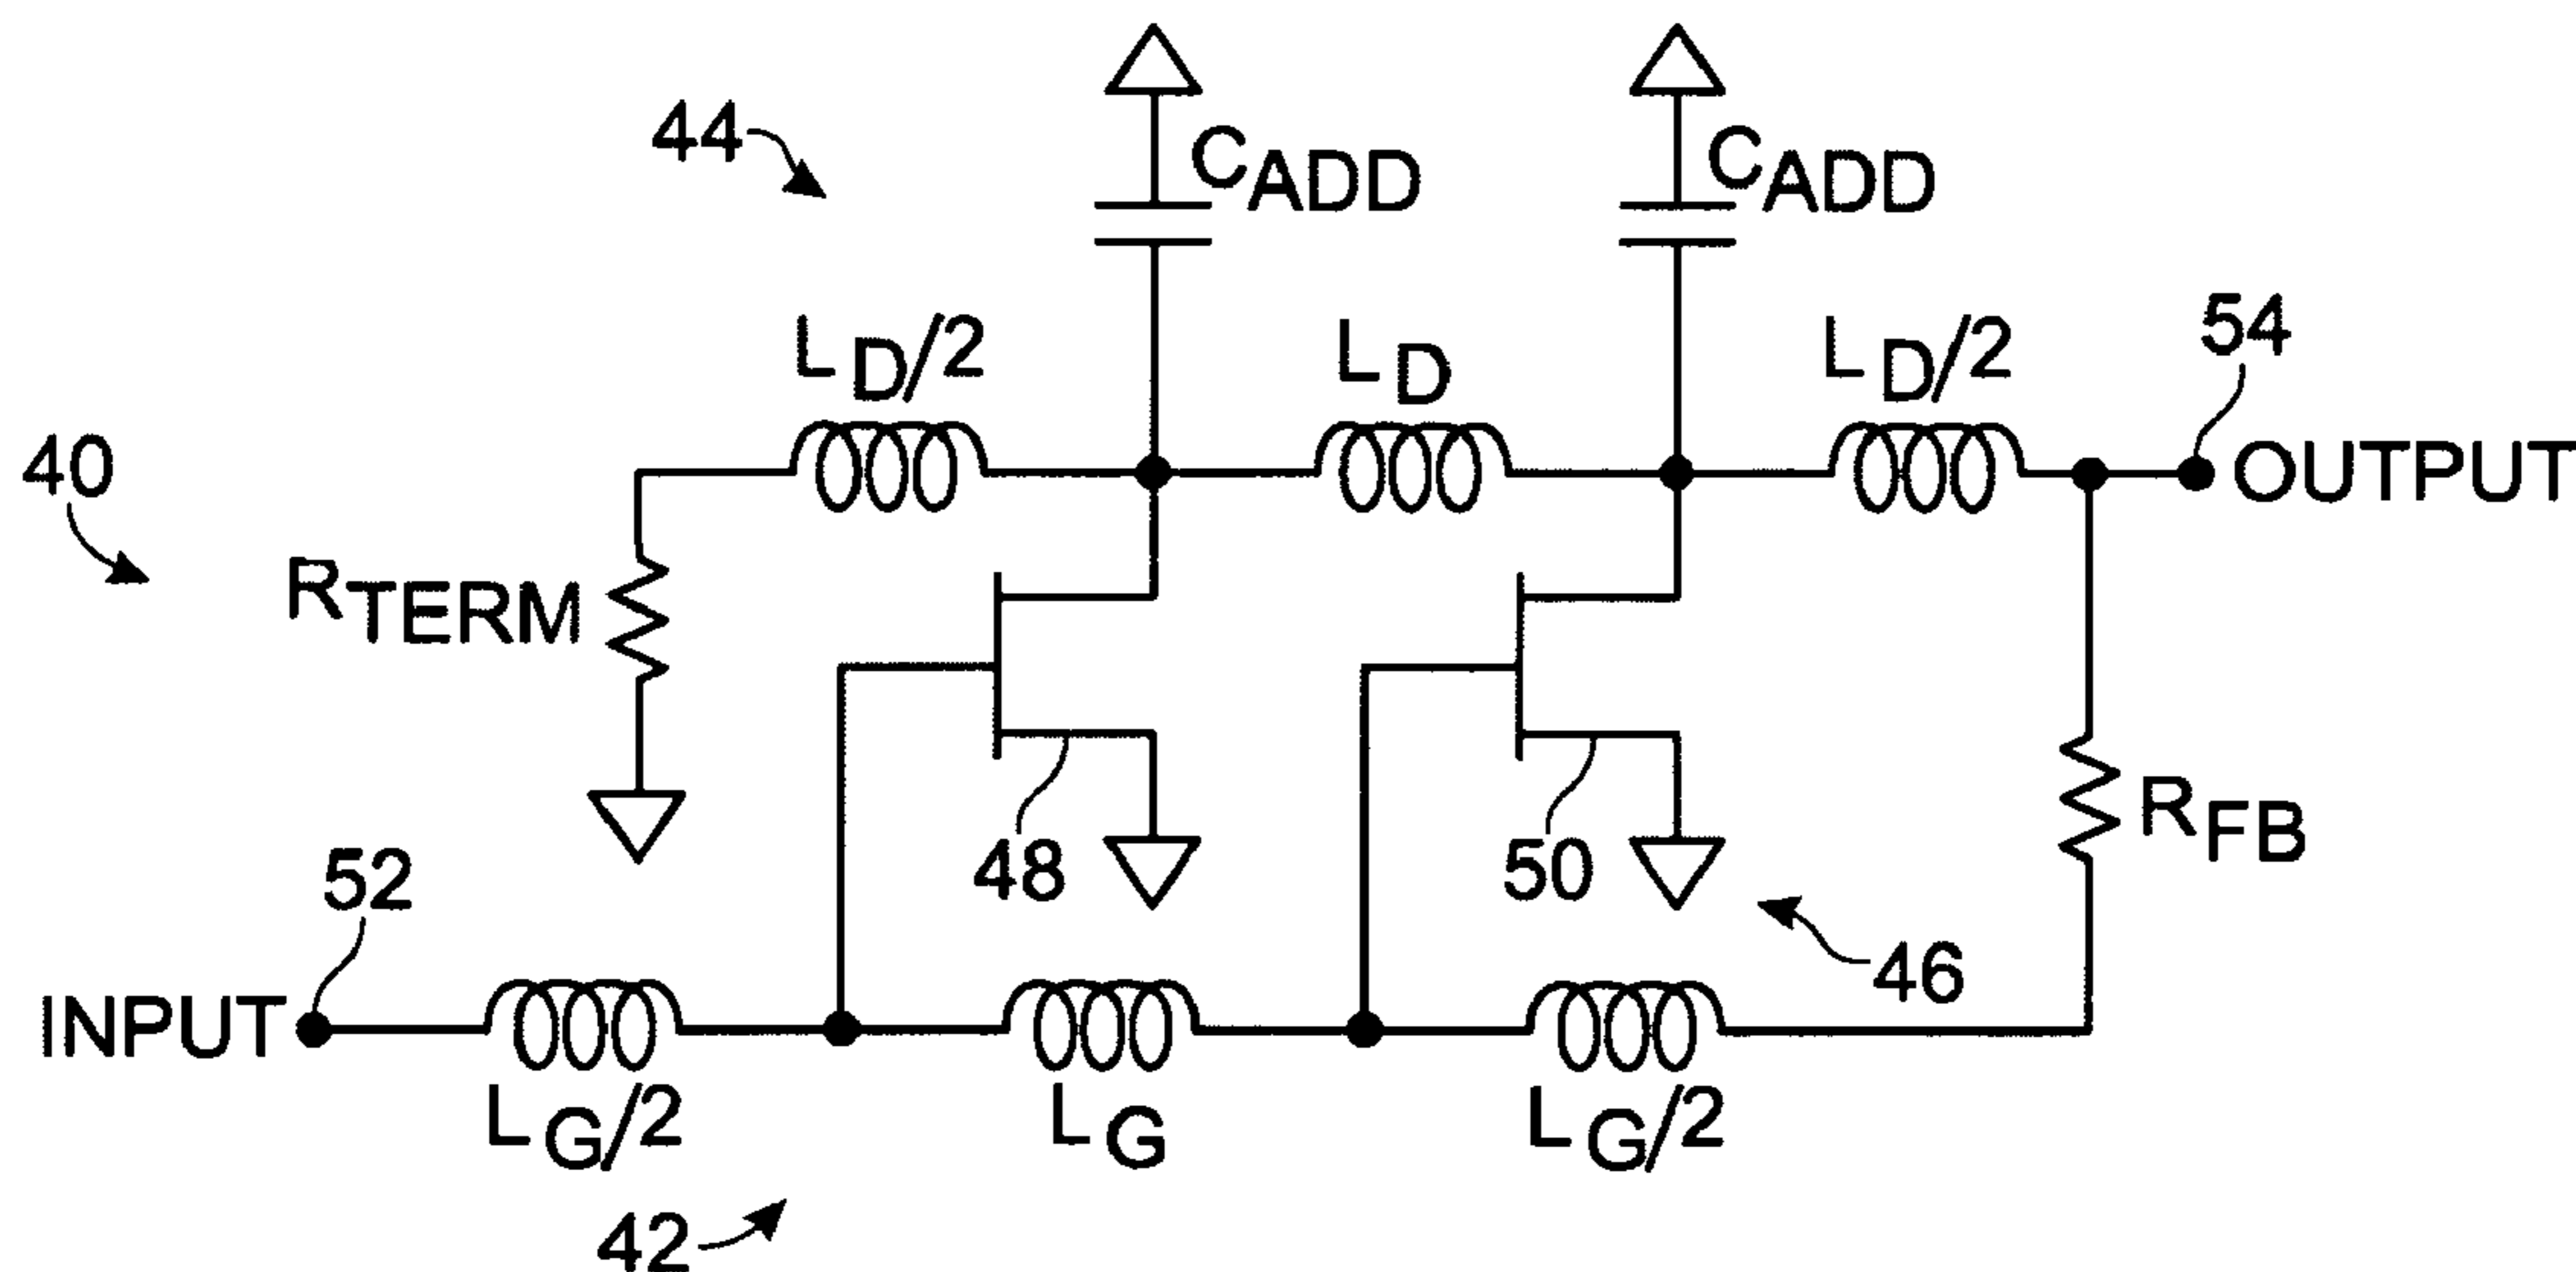 44
CADD
CADD
LD/2
LD
LD/2
54
OUTPUT
40
RTERM
RFB
48
50
46
52
INPUT
LG/2
LG
LG/2
42